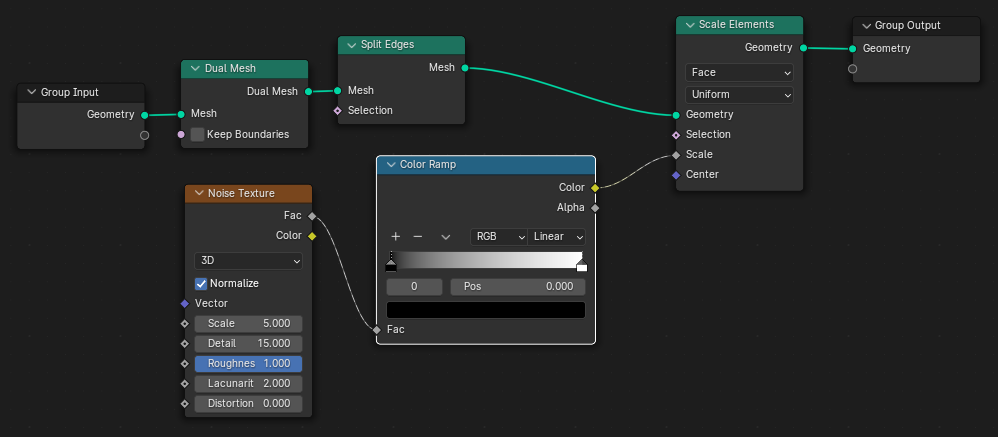 Group Input
Geometry
Dual Mesh
Dual Mesh
Mesh
Keep Boundaries
Split Edges
Mesh
Mesh
Selection
Scale Elements
Geometry
Face
Uniform
Geometry
Selection
Scale
Center
Group Output
Geometry
Noise Texture
Fac
Color
3D
Normalize
Vector
Scale 5.000
Detail 15.000
Roughnes 1.000
Lacunarit 2.000
Distortion 0.000
Color Ramp
Color
Alpha
+ − RGB Linear
0 Pos 0.000
Fac